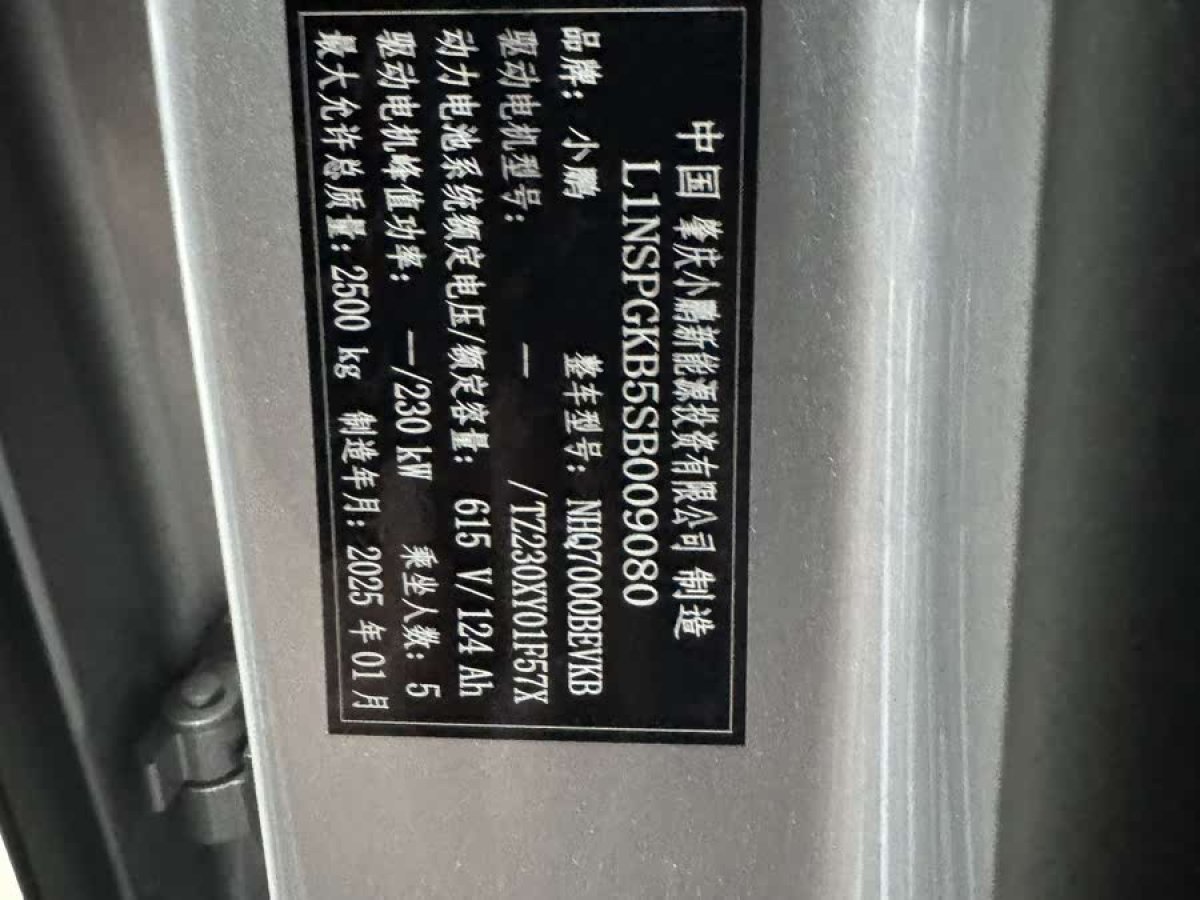 中国 肇庆小鹏新能源投资有限公司 制造
L1NSPGKB5SB009080
品牌：小鹏 整车型号：NHQ7000BEVKB
驱动电机型号： — /TZ230XY01F57X
动力电池系统额定电压/额定容量：615 V/124 Ah
驱动电机峰值功率： —/230 kW 乘坐人数：5
最大允许总质量：2500 kg 制造年月：2025 年 01 月